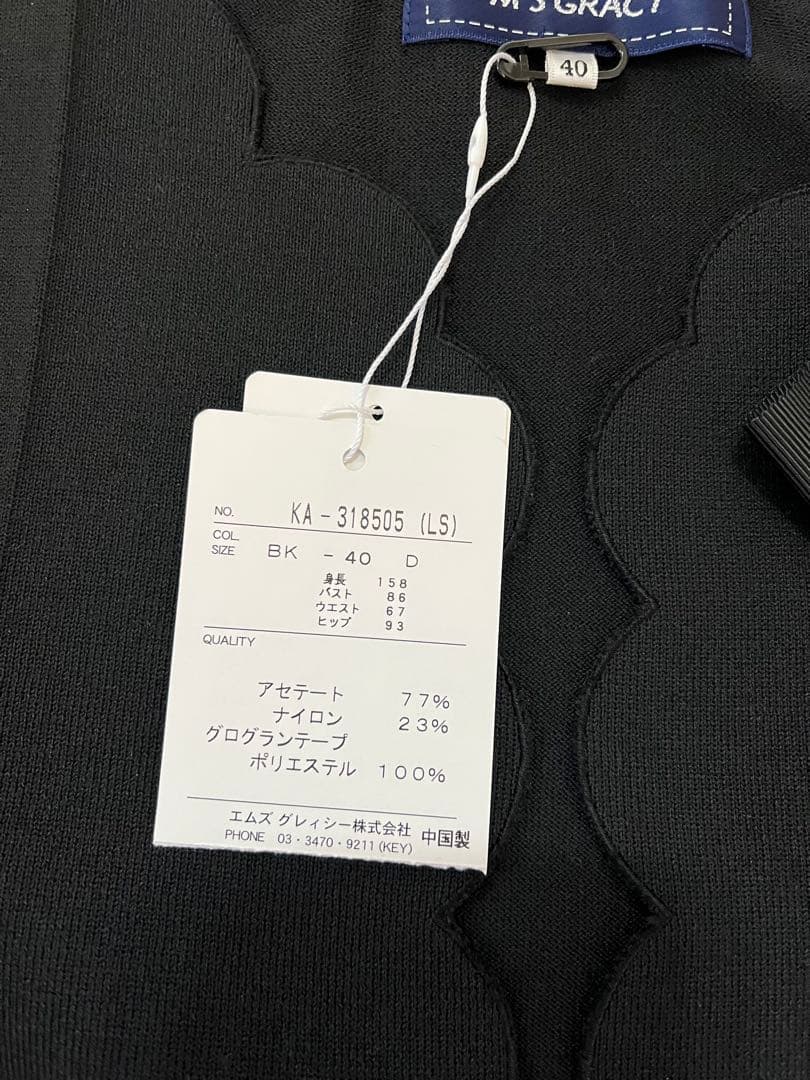 M'S GRACY
40
NO. KA-318505 (LS)
COL.
SIZE BK -40 D
身長 158
バスト 86
ウエスト 67
ヒップ 93
QUALITY
アセテート 77%
ナイロン 23%
グログランテープ
ポリエステル 100%
エムズ グレィシー株式会社 中国製
PHONE 03・3470・9211(KEY)